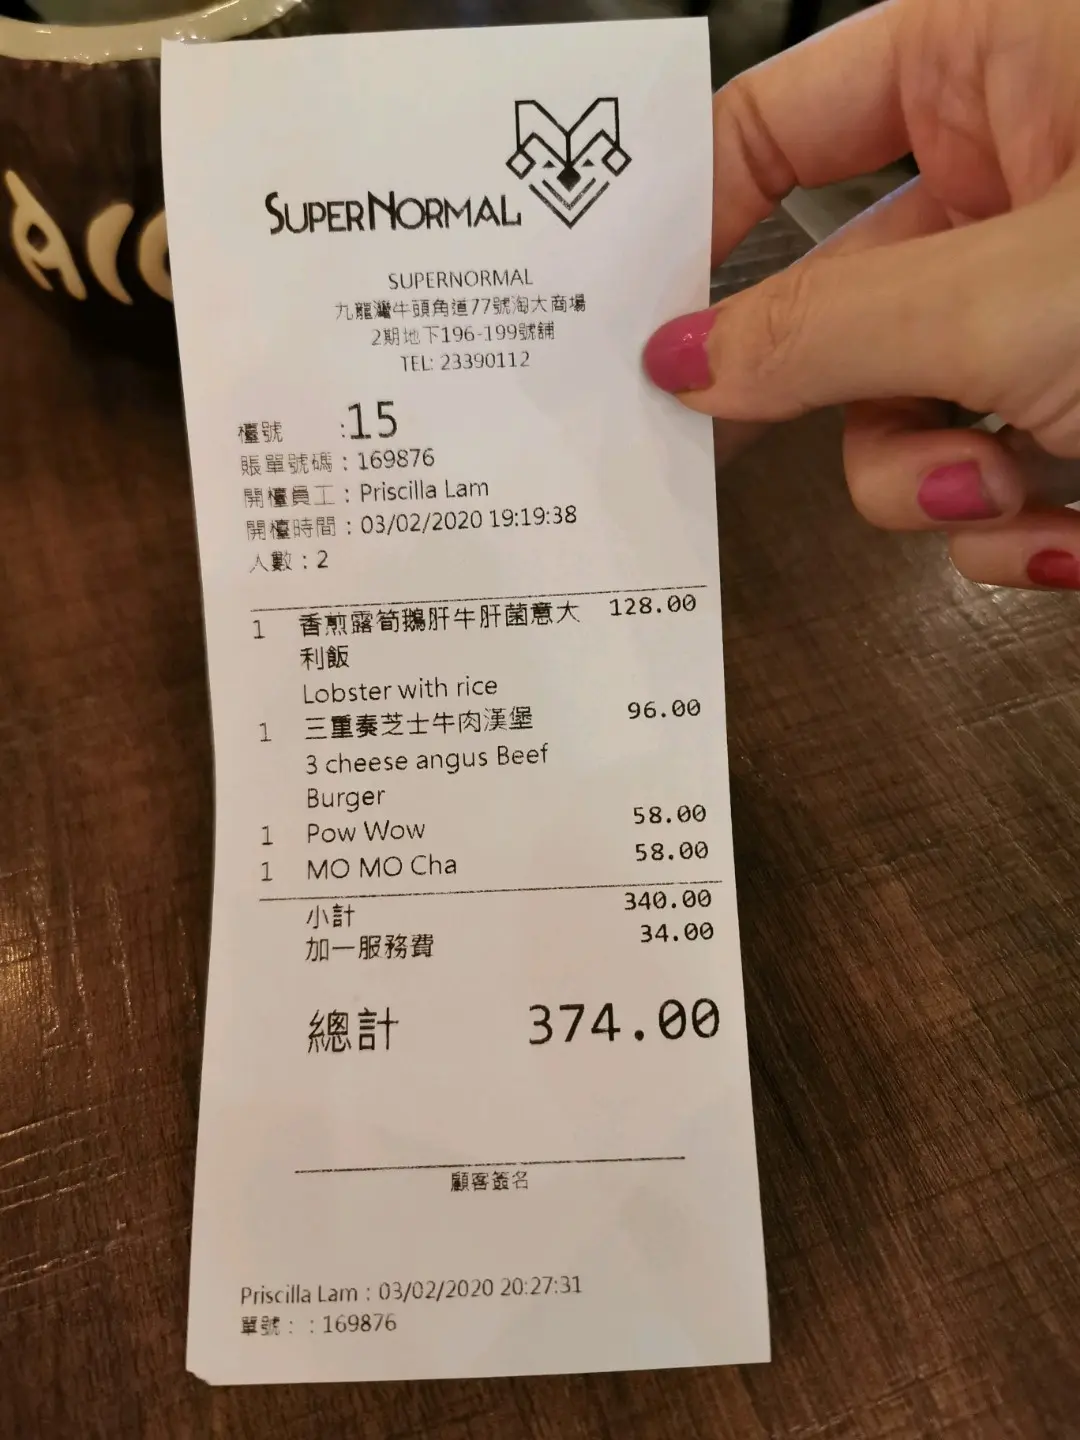 SUPERNORMAL
SUPERNORMAL
九龍灣牛頭角道77號淘大商場
2期地下196-199號舖
TEL: 23390112
檯號 :15
賬單號碼 : 169876
開檯員工 : Priscilla Lam
開檯時間 : 03/02/2020 19:19:38
人數 : 2
1 香煎露筍鵝肝牛肝菌意大 128.00
利飯
Lobster with rice
1 三重奏芝士牛肉漢堡 96.00
3 cheese angus Beef
Burger
1 Pow Wow 58.00
1 MO MO Cha 58.00
小計 340.00
加一服務費 34.00
總計 374.00
顧客簽名
Priscilla Lam : 03/02/2020 20:27:31
單號 : : 169876